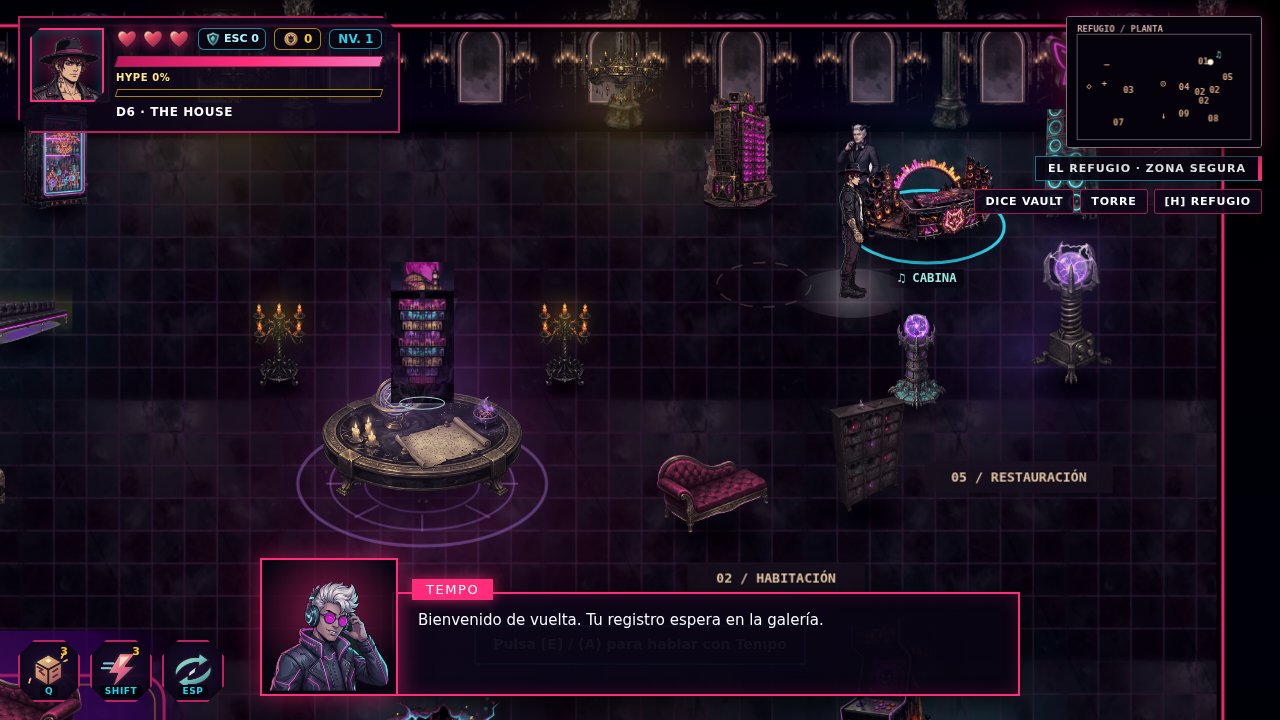 ESC 0
0
NV. 1
HYPE 0%
D6 · THE HOUSE
REFUGIO / PLANTA
01
♫
05
03
04
02
02
02
09
08
07
EL REFUGIO · ZONA SEGURA
DICE VAULT
TORRE
[H] REFUGIO
♫ CABINA
05 / RESTAURACIÓN
02 / HABITACIÓN
TEMPO
Bienvenido de vuelta. Tu registro espera en la galería.
Pulsa [E] / (A) para hablar con Tempo
3
Q
3
SHIFT
ESP